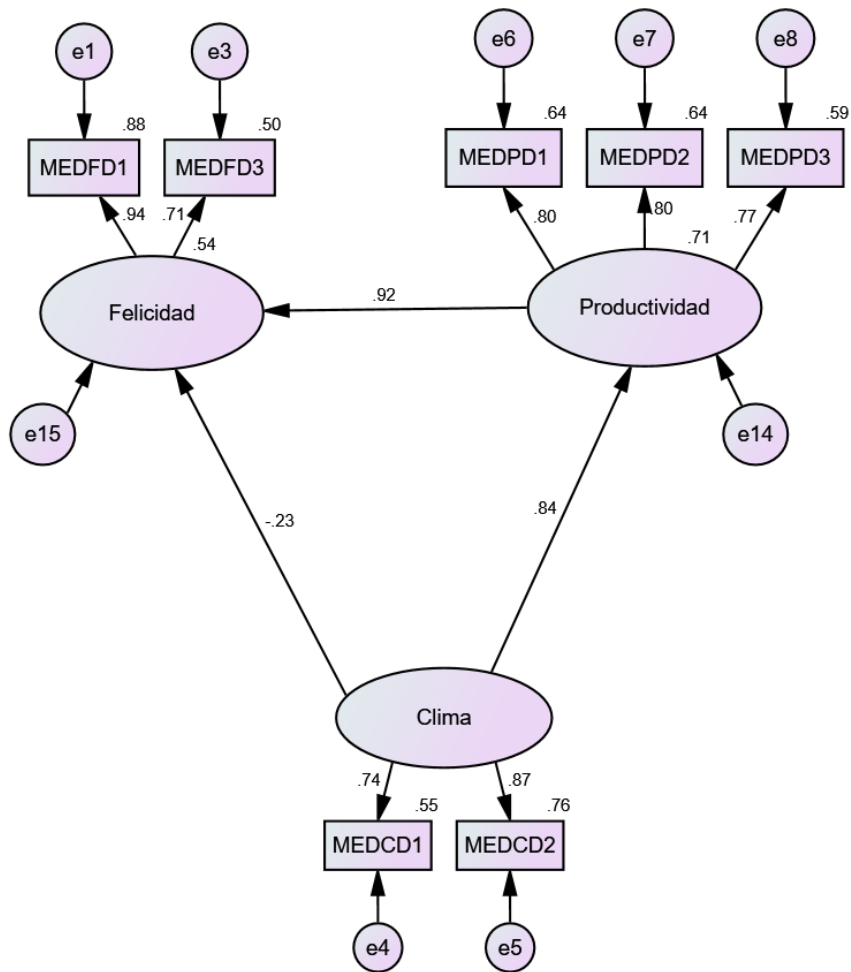 e1
e3
e6
e7
e8
.88
.50
.64
.64
.59
MEDFD1
MEDFD3
MEDPD1
MEDPD2
MEDPD3
.94
.71
.80
.80
.77
.54
.71
Felicidad
.92
Productividad
e15
e14
-.23
.84
Clima
.74
.87
.55
.76
MEDCD1
MEDCD2
e4
e5